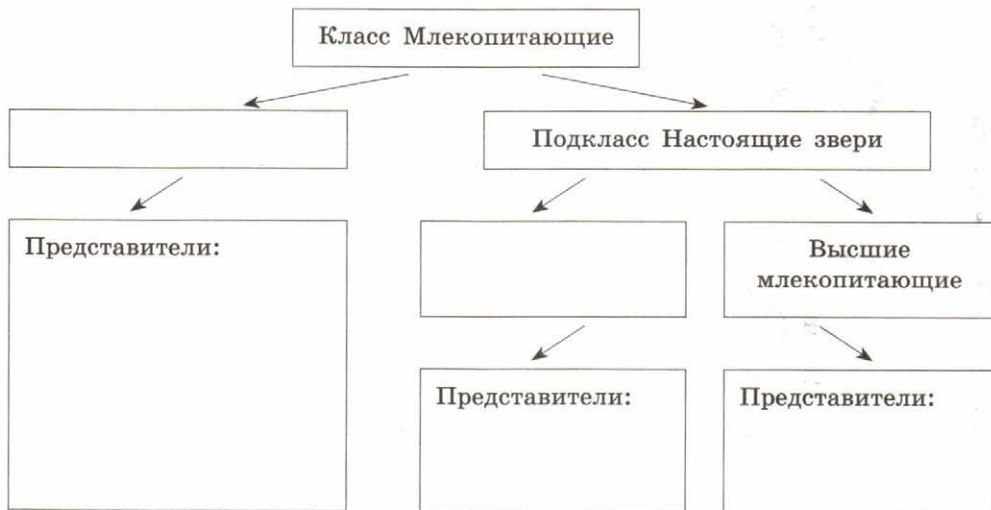 Класс Млекопитающие
Подкласс Настоящие звери
Представители:
Высшие
млекопитающие
Представители:
Представители: